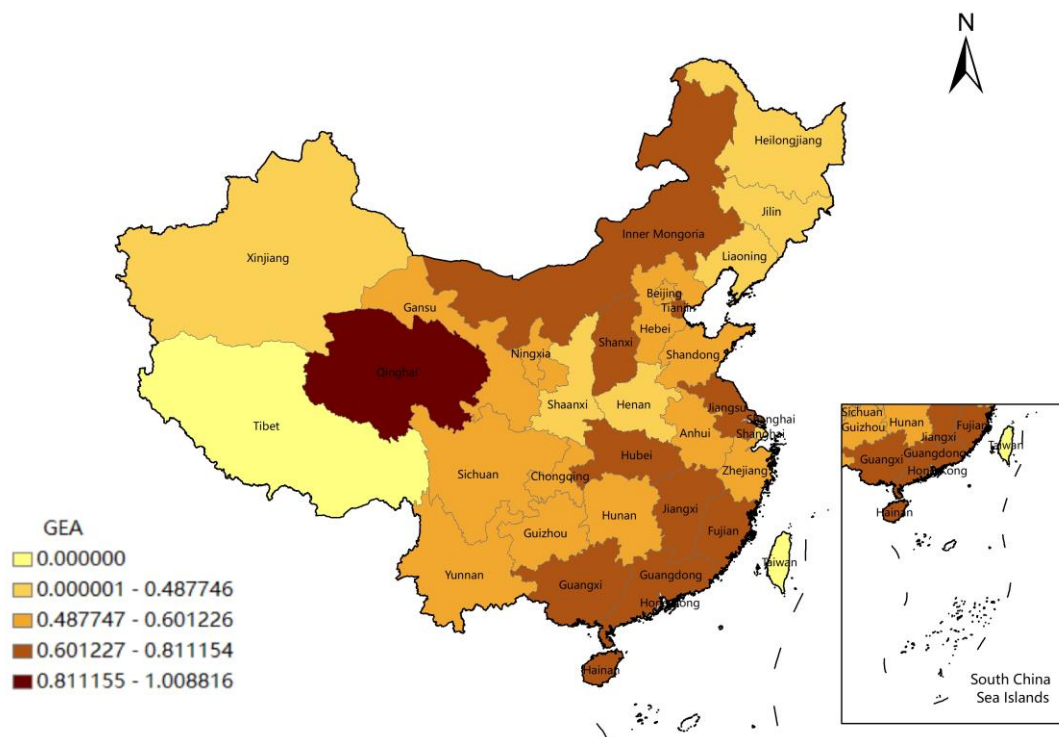 N
Heilongjiang
Jilin
Inner Mongoria
Liaoning
Xinjiang
Beijing
Tianjin
Gansu
Hebei
Shanxi
Ningxia
Shandong
Qinghai
Shaanxi
Henan
Jiangsu
Shanghai
Shanghai
Tibet
Anhui
Hubei
Zhejiang
Sichuan
Chongqing
Hunan
Jiangxi
Guizhou
Fujian
Yunnan
Guangxi
Guangdong
Taiwan
Hong Kong
Hainan
Sichuan
Hunan
Fujian
Guizhou
Jiangxi
Taiwan
Guangdong
Guangxi
Hong Kong
Hainan
South China
Sea Islands
GEA
0.000000
0.000001 - 0.487746
0.487747 - 0.601226
0.601227 - 0.811154
0.811155 - 1.008816